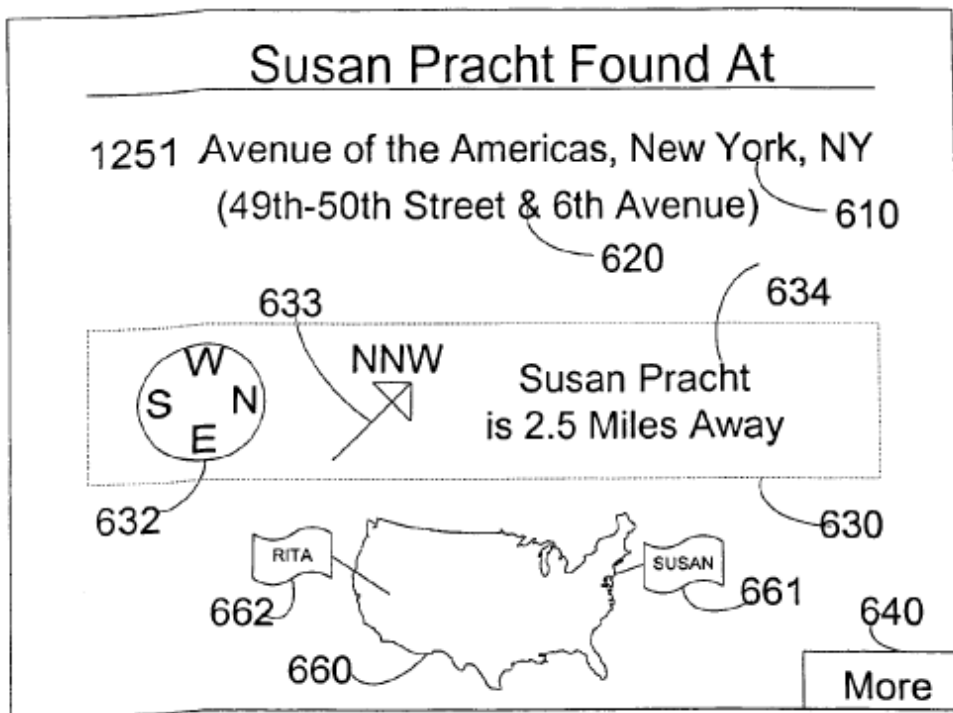 Susan Pracht Found At
1251 Avenue of the Americas, New York, NY
(49th-50th Street & 6th Avenue)
610
620
633
634
NNW
W
S N
E
Susan Pracht
is 2.5 Miles Away
632
630
RITA
SUSAN
662
661
660
640
More